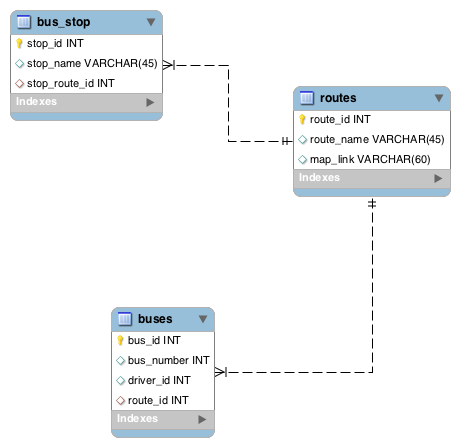 bus_stop
stop_id INT
stop_name VARCHAR(45)
stop_route_id INT
Indexes
routes
route_id INT
route_name VARCHAR(45)
map_link VARCHAR(60)
Indexes
buses
bus_id INT
bus_number INT
driver_id INT
route_id INT
Indexes